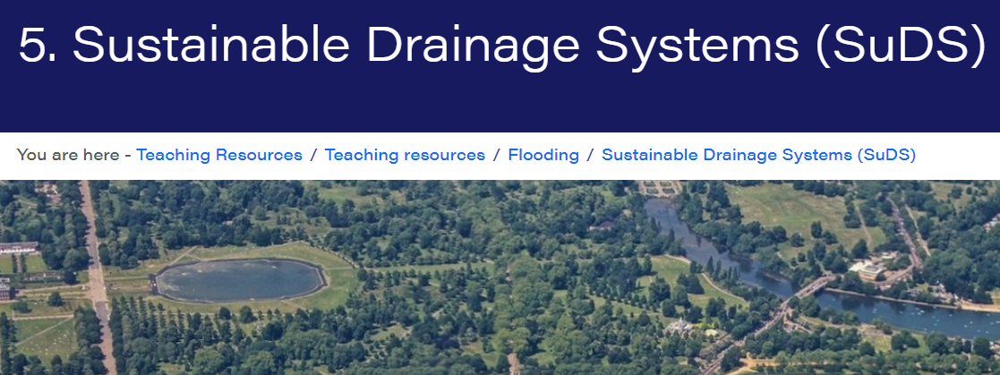 5. Sustainable Drainage Systems (SuDS)
You are here - Teaching Resources / Teaching resources / Flooding / Sustainable Drainage Systems (SuDS)